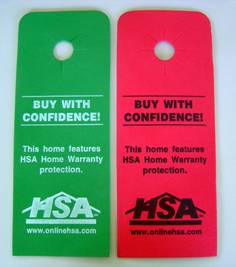 BUY WITH
CONFIDENCE!
This home features
HSA Home Warranty
protection.
HSA
www.onlinehsa.com
BUY WITH
CONFIDENCE!
This home features
HSA Home Warranty
protection.
HSA
www.onlinehsa.com